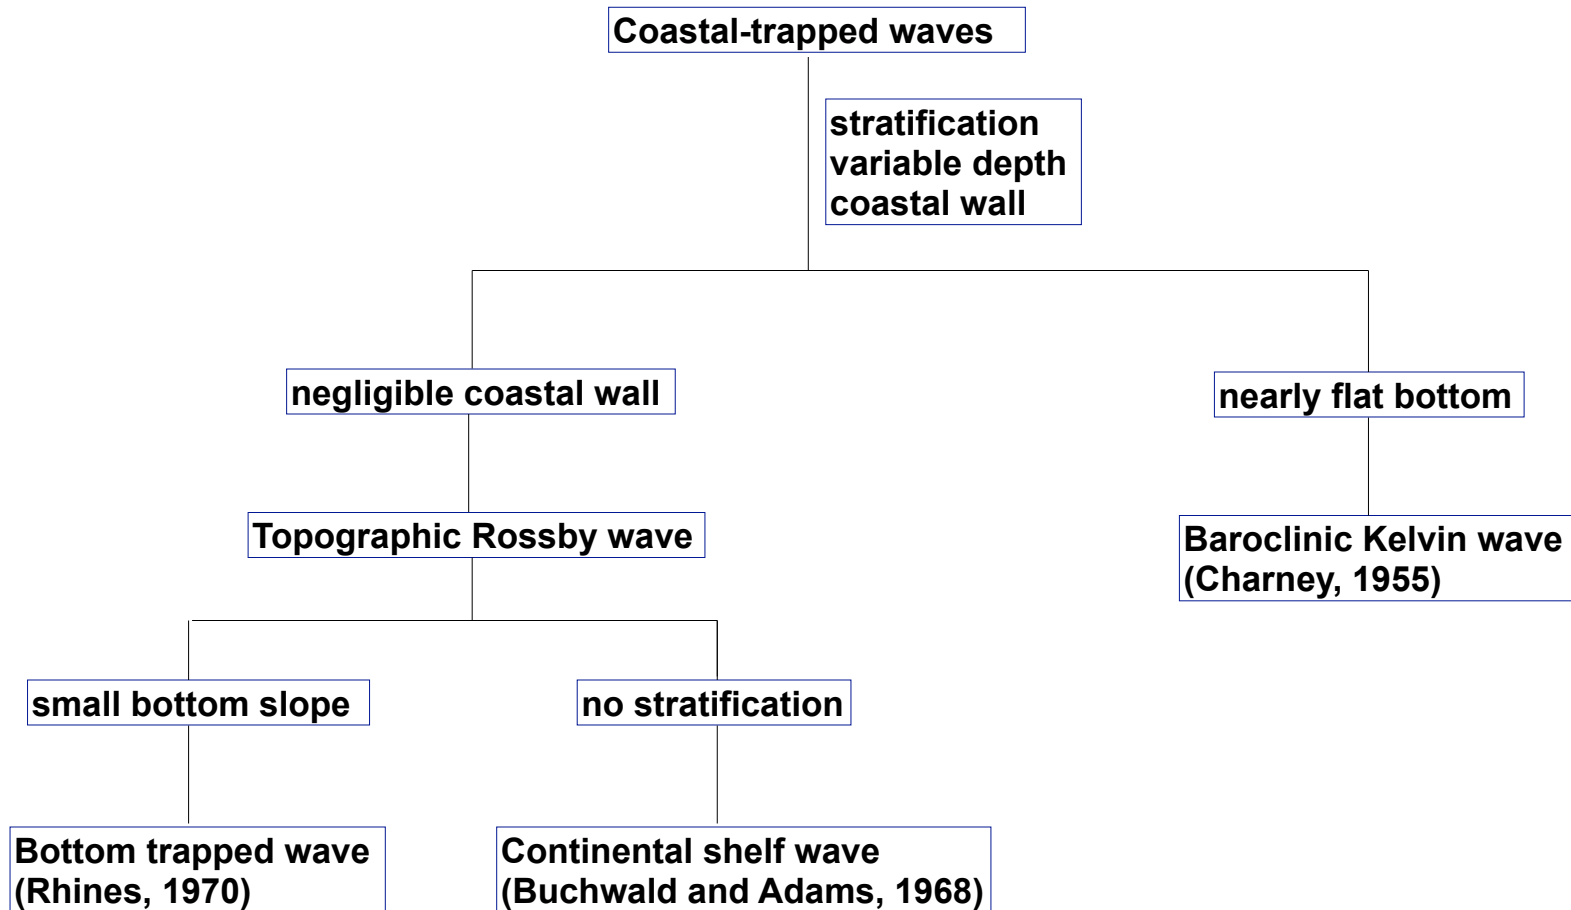 Coastal-trapped waves
stratification
variable depth
coastal wall
negligible coastal wall
nearly flat bottom
Topographic Rossby wave
Baroclinic Kelvin wave
(Charney, 1955)
small bottom slope
no stratification
Bottom trapped wave
(Rhines, 1970)
Continental shelf wave
(Buchwald and Adams, 1968)